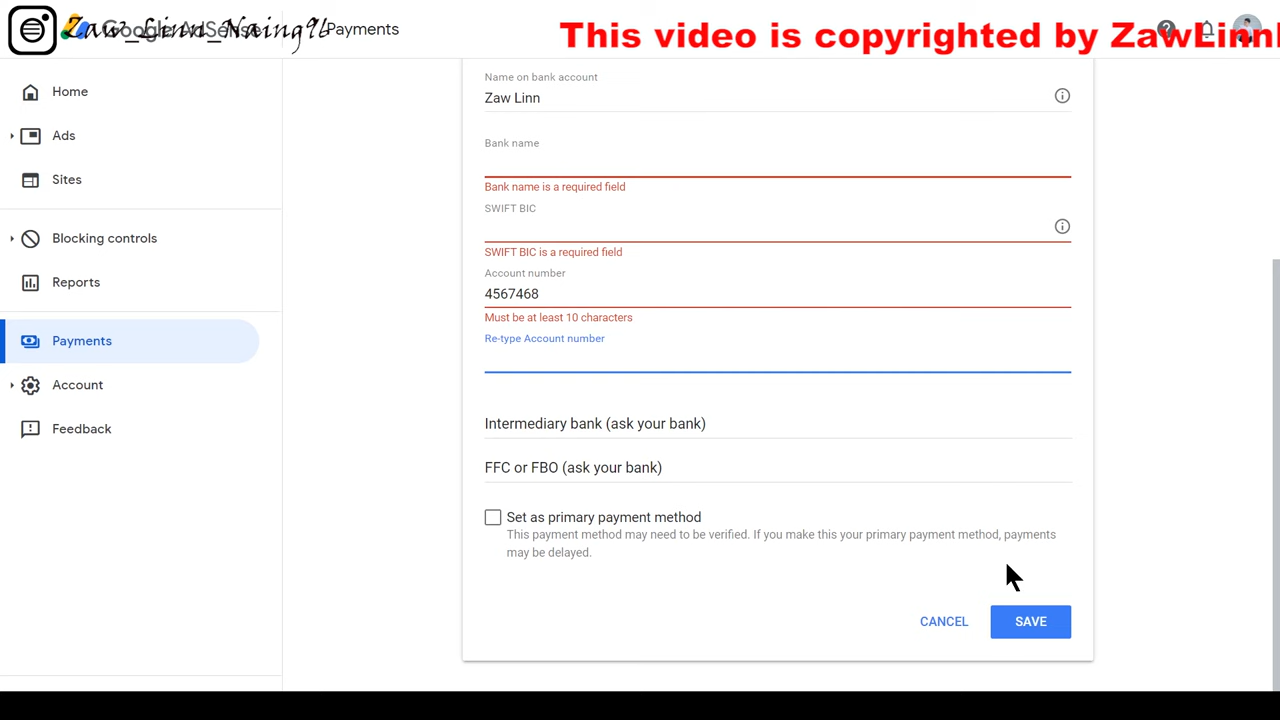 Zaw_Linn_Naing96
Google AdSense
Payments
This video is copyrighted by ZawLinn
Home
Ads
Sites
Blocking controls
Reports
Payments
Account
Feedback
Name on bank account
Zaw Linn
Bank name
Bank name is a required field
SWIFT BIC
SWIFT BIC is a required field
Account number
4567468
Must be at least 10 characters
Re-type Account number
Intermediary bank (ask your bank)
FFC or FBO (ask your bank)
Set as primary payment method
This payment method may need to be verified. If you make this your primary payment method, payments
may be delayed.
CANCEL
SAVE